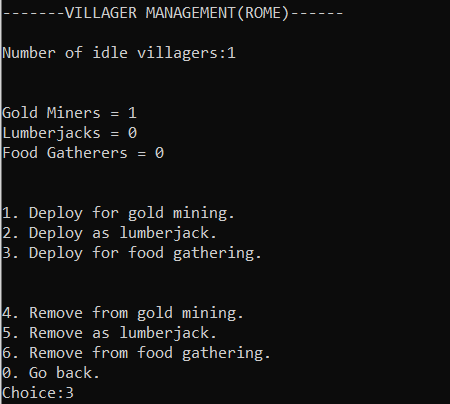 -------VILLAGER MANAGEMENT(ROME)------
Number of idle villagers:1
Gold Miners = 1
Lumberjacks = 0
Food Gatherers = 0
1. Deploy for gold mining.
2. Deploy as lumberjack.
3. Deploy for food gathering.
4. Remove from gold mining.
5. Remove as lumberjack.
6. Remove from food gathering.
0. Go back.
Choice:3